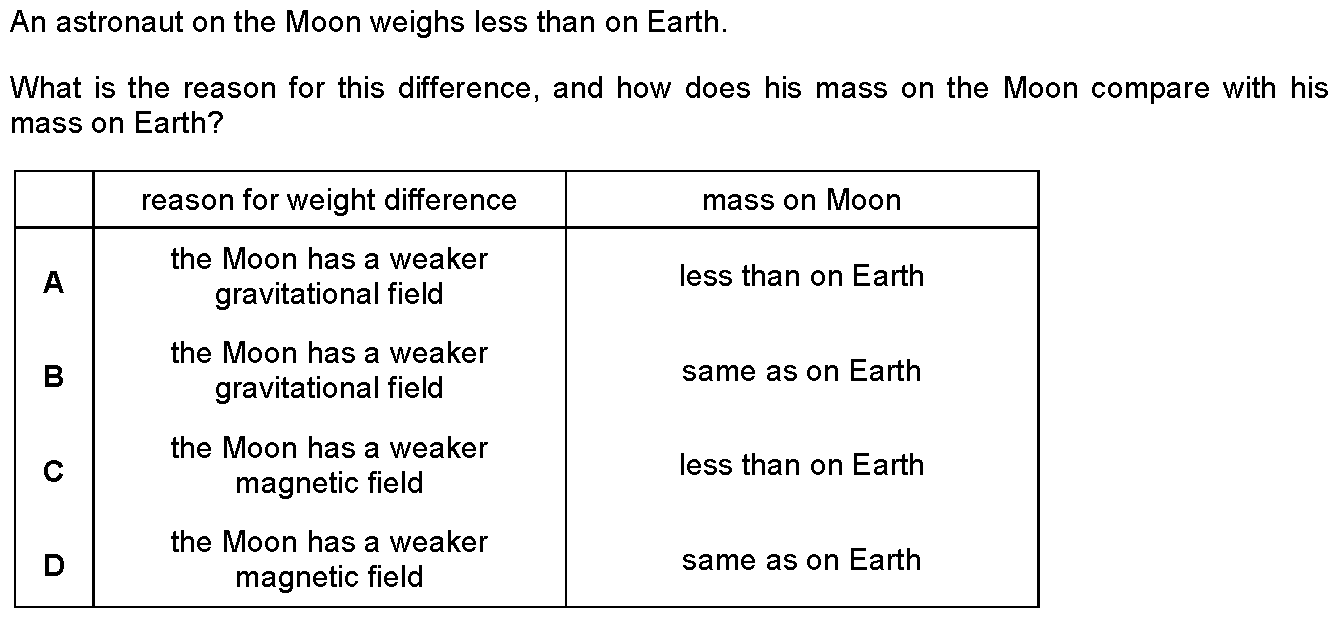 An astronaut on the Moon weighs less than on Earth.
What is the reason for this difference, and how does his mass on the Moon compare with his
mass on Earth?
reason for weight difference mass on Moon
A the Moon has a weaker
gravitational field less than on Earth
B the Moon has a weaker
gravitational field same as on Earth
C the Moon has a weaker
magnetic field less than on Earth
D the Moon has a weaker
magnetic field same as on Earth